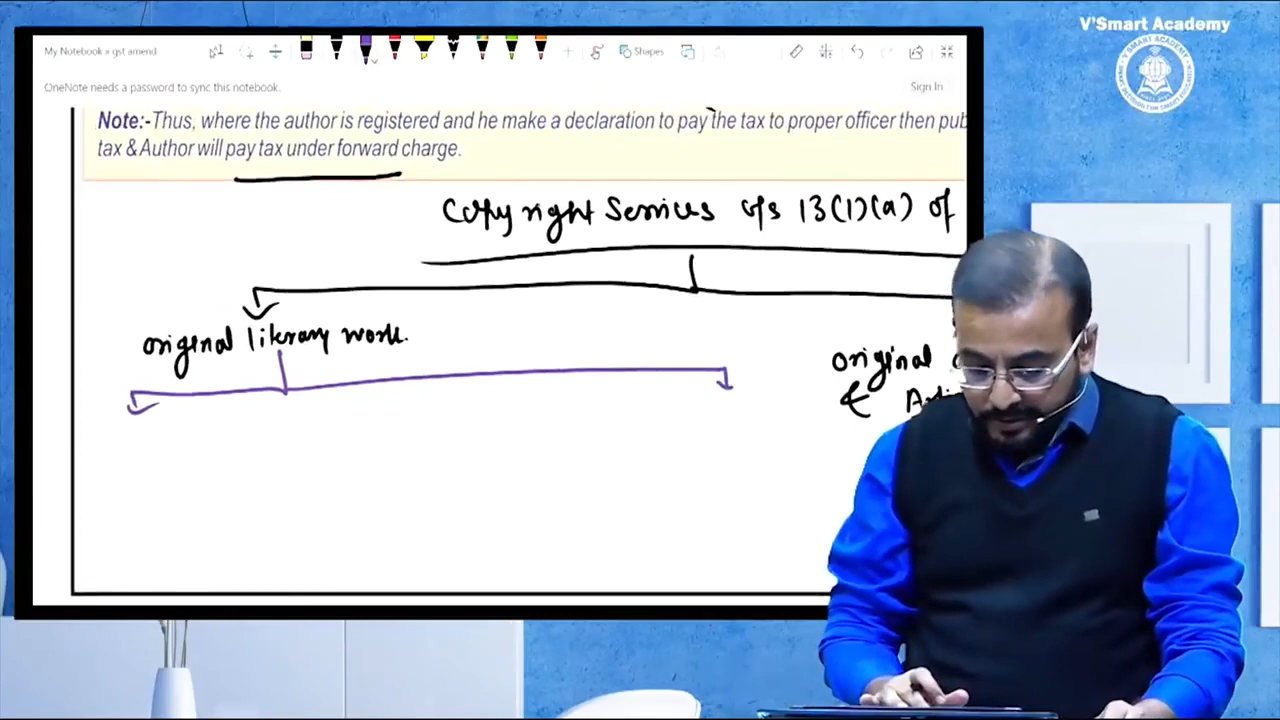 V'Smart Academy
My Notebook » gst amend
Shapes
OneNote needs a password to sync this notebook.
Sign In
Note:-Thus, where the author is registered and he make a declaration to pay the tax to proper officer then pub
tax & Author will pay tax under forward charge.
Copyright Services u/s 13(1)(a) of
original literary work.
original
&